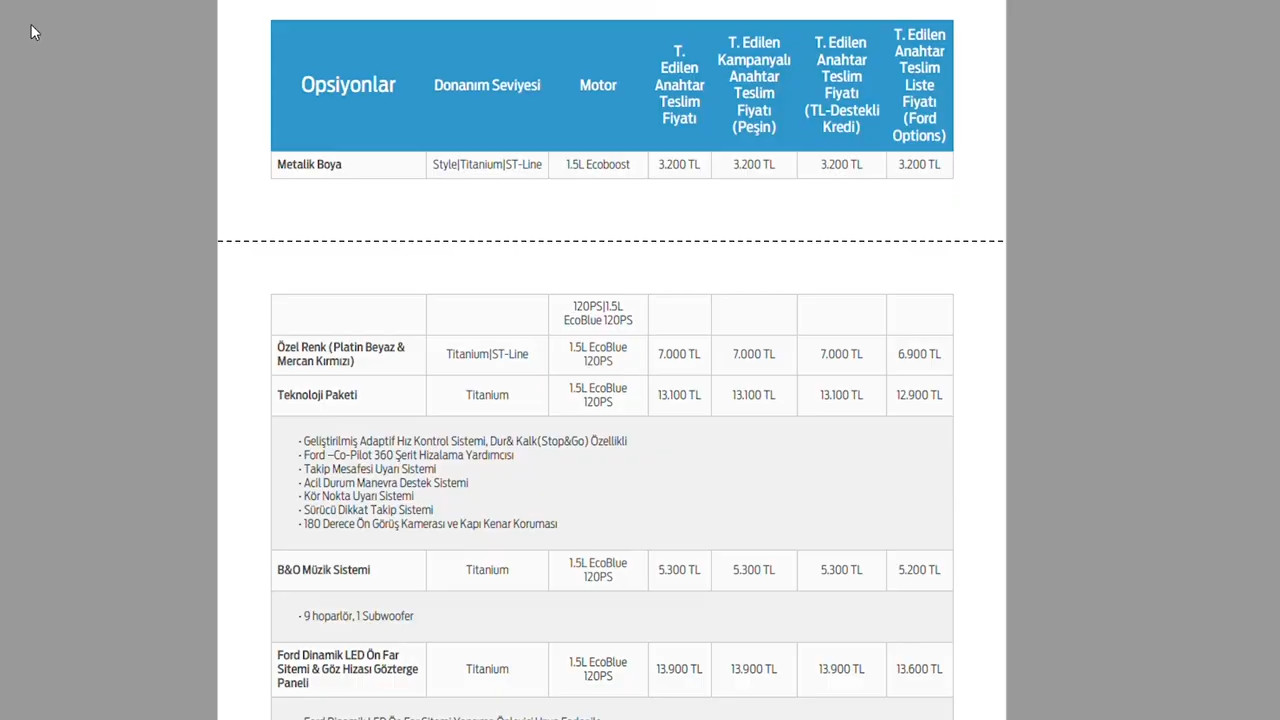 Opsiyonlar
Donanım Seviyesi
Motor
T.
Edilen
Anahtar
Teslim
Fiyatı
T. Edilen
Kampanyalı
Anahtar
Teslim
Fiyatı
(Peşin)
T. Edilen
Anahtar
Teslim
Fiyatı
(TL-Destekli
Kredi)
T. Edilen
Anahtar
Teslim
Liste
Fiyatı
(Ford
Options)
Metalik Boya Style|Titanium|ST-Line 1.5L Ecoboost 3.200 TL 3.200 TL 3.200 TL 3.200 TL
120PS|1.5L
EcoBlue 120PS
Özel Renk (Platin Beyaz &
Mercan Kırmızı)
Titanium|ST-Line
1.5L EcoBlue
120PS
7.000 TL 7.000 TL 7.000 TL 6.900 TL
Teknoloji Paketi
Titanium
1.5L EcoBlue
120PS
13.100 TL 13.100 TL 13.100 TL 12.900 TL
· Geliştirilmiş Adaptif Hız Kontrol Sistemi, Dur& Kalk(Stop&Go) Özellikli
· Ford –Co-Pilot 360 Şerit Hizalama Yardımcısı
· Takip Mesafesi Uyarı Sistemi
· Acil Durum Manevra Destek Sistemi
· Kör Nokta Uyarı Sistemi
· Sürücü Dikkat Takip Sistemi
· 180 Derece Ön Görüş Kamerası ve Kapı Kenar Koruması
B&O Müzik Sistemi
Titanium
1.5L EcoBlue
120PS
5.300 TL 5.300 TL 5.300 TL 5.200 TL
· 9 hoparlör, 1 Subwoofer
Ford Dinamik LED Ön Far
Sitemi & Göz Hizası Gözterge
Paneli
Titanium
1.5L EcoBlue
120PS
13.900 TL 13.900 TL 13.900 TL 13.600 TL